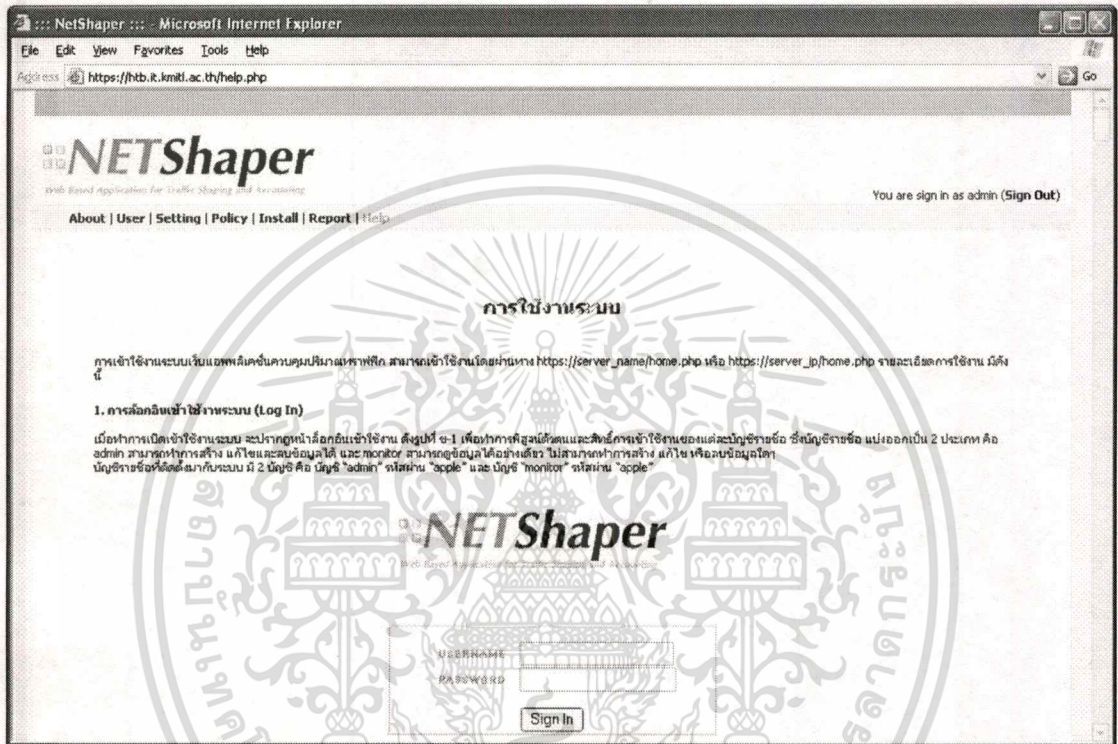 ::: NetShaper ::: - Microsoft Internet Explorer
File Edit View Favorites Tools Help
Address https://htb.it.kmitl.ac.th/help.php Go
NETShaper
Web Based Application for Traffic Shaping and Accounting
You are sign in as admin (Sign Out)
About | User | Setting | Policy | Install | Report | Help
การใช้งานระบบ
การเข้าใช้งานระบบเว็บแอพพลิเคชั่นควบคุมปริมาณทราฟฟิก สามารถเข้าใช้งานโดยผ่านทาง https://server_name/home.php หรือ https://server_ip/home.php รายละเอียดการใช้งาน มีดัง
นี้
1. การล็อกอินเข้าใช้งานระบบ (Log In)
เมื่อทำการเปิดเข้าใช้งานระบบ จะปรากฏหน้าล็อกอินเข้าใช้งาน ดังรูปที่ ข-1 เพื่อทำการพิสูจน์ตัวตนและสิทธิ์การเข้าใช้งานของแต่ละบัญชีรายชื่อ ซึ่งบัญชีรายชื่อ แบ่งออกเป็น 2 ประเภท คือ
admin สามารถทำการสร้าง แก้ไขและลบข้อมูลได้ และ monitor สามารถดูข้อมูลได้อย่างเดียว ไม่สามารถทำการสร้าง แก้ไข หรือลบข้อมูลใดๆ
บัญชีรายชื่อที่ติดตั้งมากับระบบ มี 2 บัญชี คือ บัญชี "admin" รหัสผ่าน "apple" และ บัญชี "monitor" รหัสผ่าน "apple"
NETShaper
Web Based Application for Traffic Shaping and Accounting
USERNAME
PASSWORD
Sign In